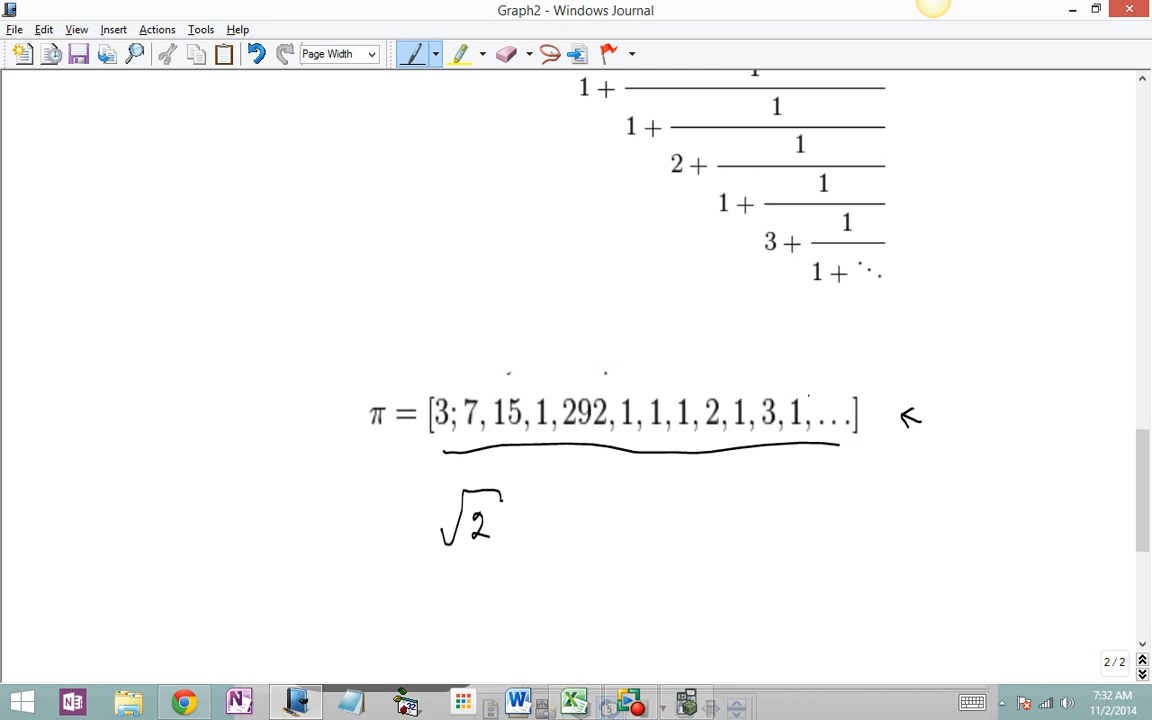 Graph2 - Windows Journal
File Edit View Insert Actions Tools Help
Page Width
1 +
1
1 +
1
2 +
1
1 +
1
3 +
1
1 + ⋱
π = [3; 7, 15, 1, 292, 1, 1, 1, 2, 1, 3, 1, …] ←
√2
2 / 2
7:32 AM
11/2/2014